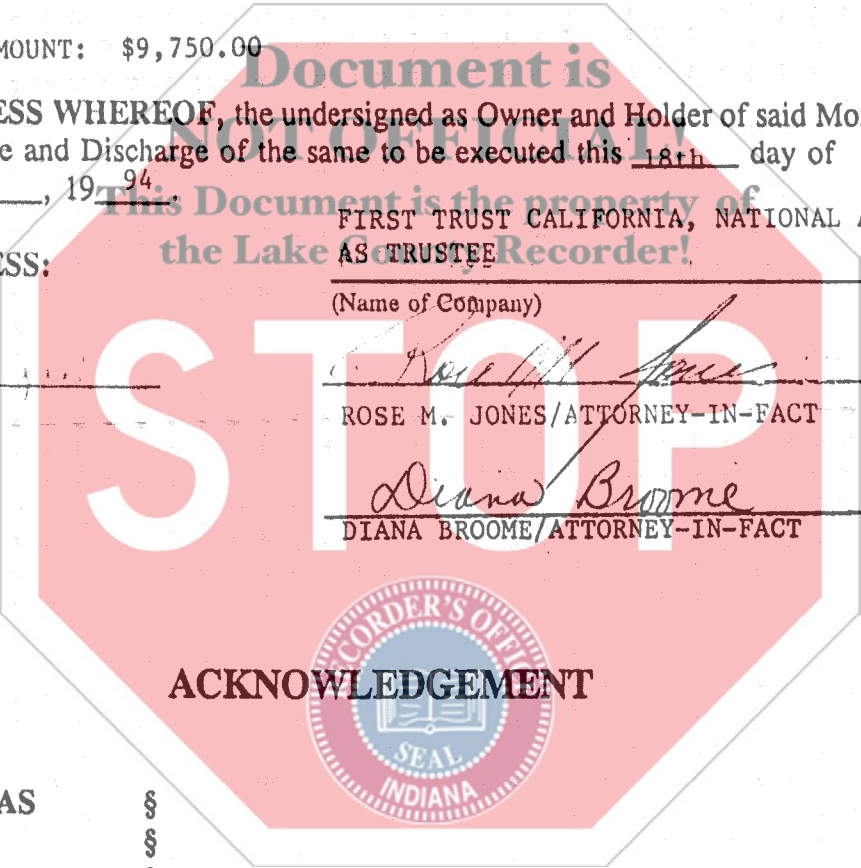 MOUNT: $9,750.00
Document is
ESS WHEREOF, the undersigned as Owner and Holder of said Mo
NOT OFFICIAL!
e and Discharge of the same to be executed this 18th day of
, 19 94.
This Document is the property of
FIRST TRUST CALIFORNIA, NATIONAL A
the Lake County Recorder!
AS TRUSTEE
ESS:
(Name of Company)
STOP
Rose M Jones
ROSE M. JONES/ATTORNEY-IN-FACT
Diana Broome
DIANA BROOME/ATTORNEY-IN-FACT
RECORDER'S OFFICE
ACKNOWLEDGEMENT
SEAL
INDIANA
AS §
§